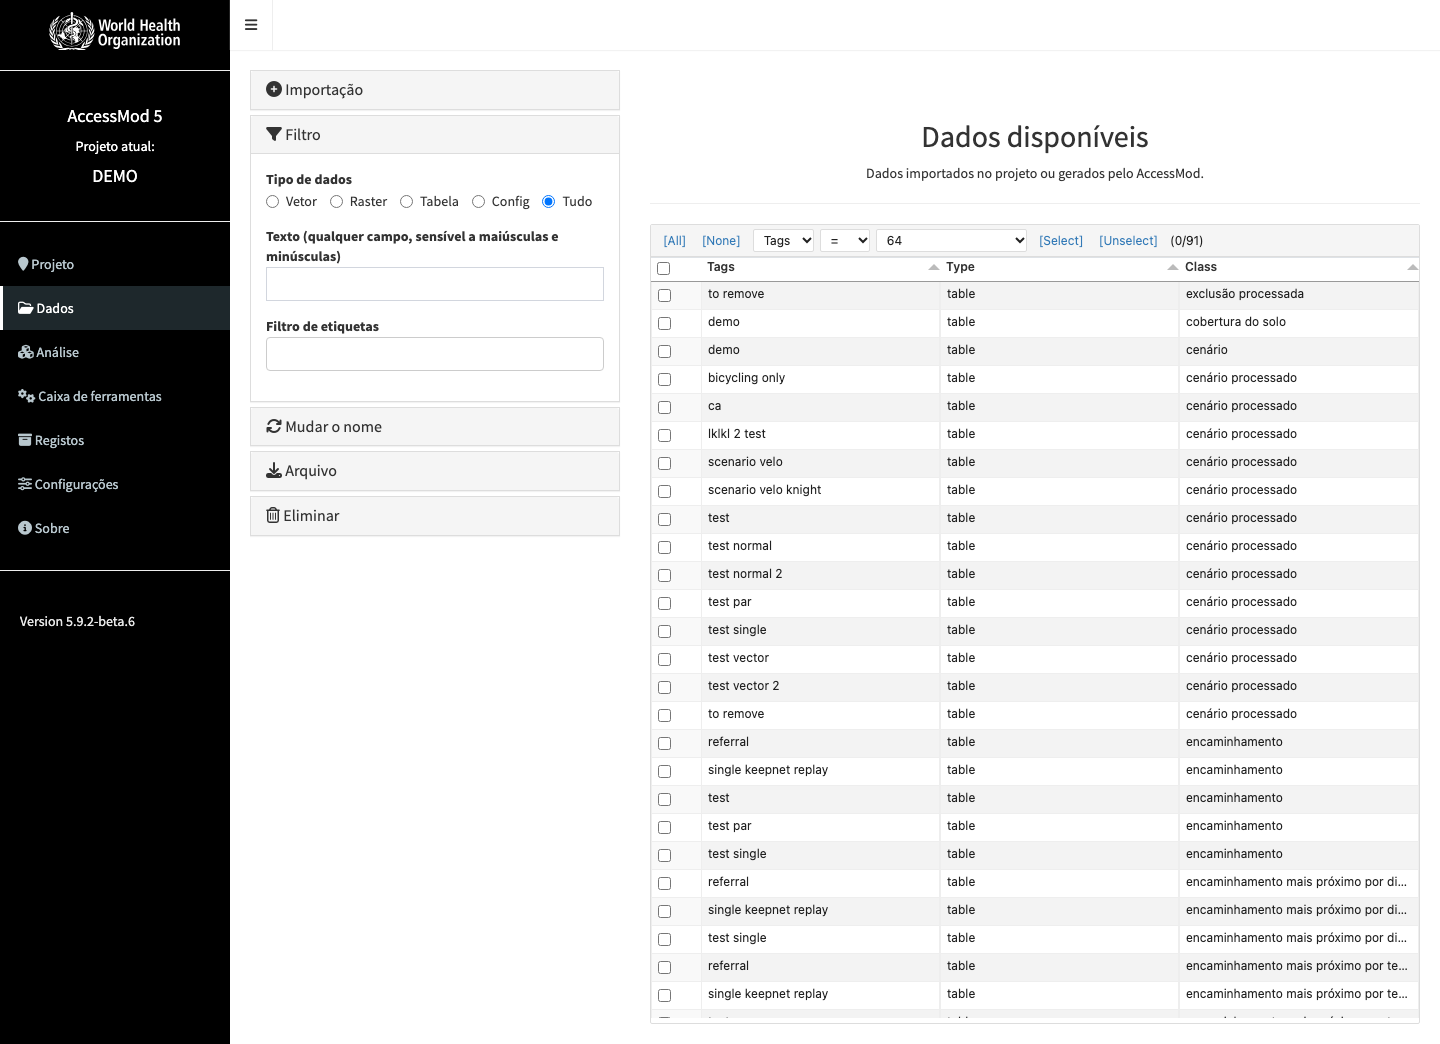 World Health
Organization
AccessMod 5
Projeto atual:
DEMO
Projeto
Dados
Análise
Caixa de ferramentas
Registos
Configurações
Sobre
Version 5.9.2-beta.6
Importação
Filtro
Tipo de dados
Vetor Raster Tabela Config Tudo
Texto (qualquer campo, sensível a maiúsculas e
minúsculas)
Filtro de etiquetas
Mudar o nome
Arquivo
Eliminar
Dados disponíveis
Dados importados no projeto ou gerados pelo AccessMod.
[All] [None] Tags = 64 [Select] [Unselect] (0/91)
Tags Type Class
to remove table exclusão processada
demo table cobertura do solo
demo table cenário
bicycling only table cenário processado
ca table cenário processado
lklkl 2 test table cenário processado
scenario velo table cenário processado
scenario velo knight table cenário processado
test table cenário processado
test normal table cenário processado
test normal 2 table cenário processado
test par table cenário processado
test single table cenário processado
test vector table cenário processado
test vector 2 table cenário processado
to remove table cenário processado
referral table encaminhamento
single keepnet replay table encaminhamento
test table encaminhamento
test par table encaminhamento
test single table encaminhamento
referral table encaminhamento mais próximo por di...
single keepnet replay table encaminhamento mais próximo por di...
test single table encaminhamento mais próximo por di...
referral table encaminhamento mais próximo por te...
single keepnet replay table encaminhamento mais próximo por te...